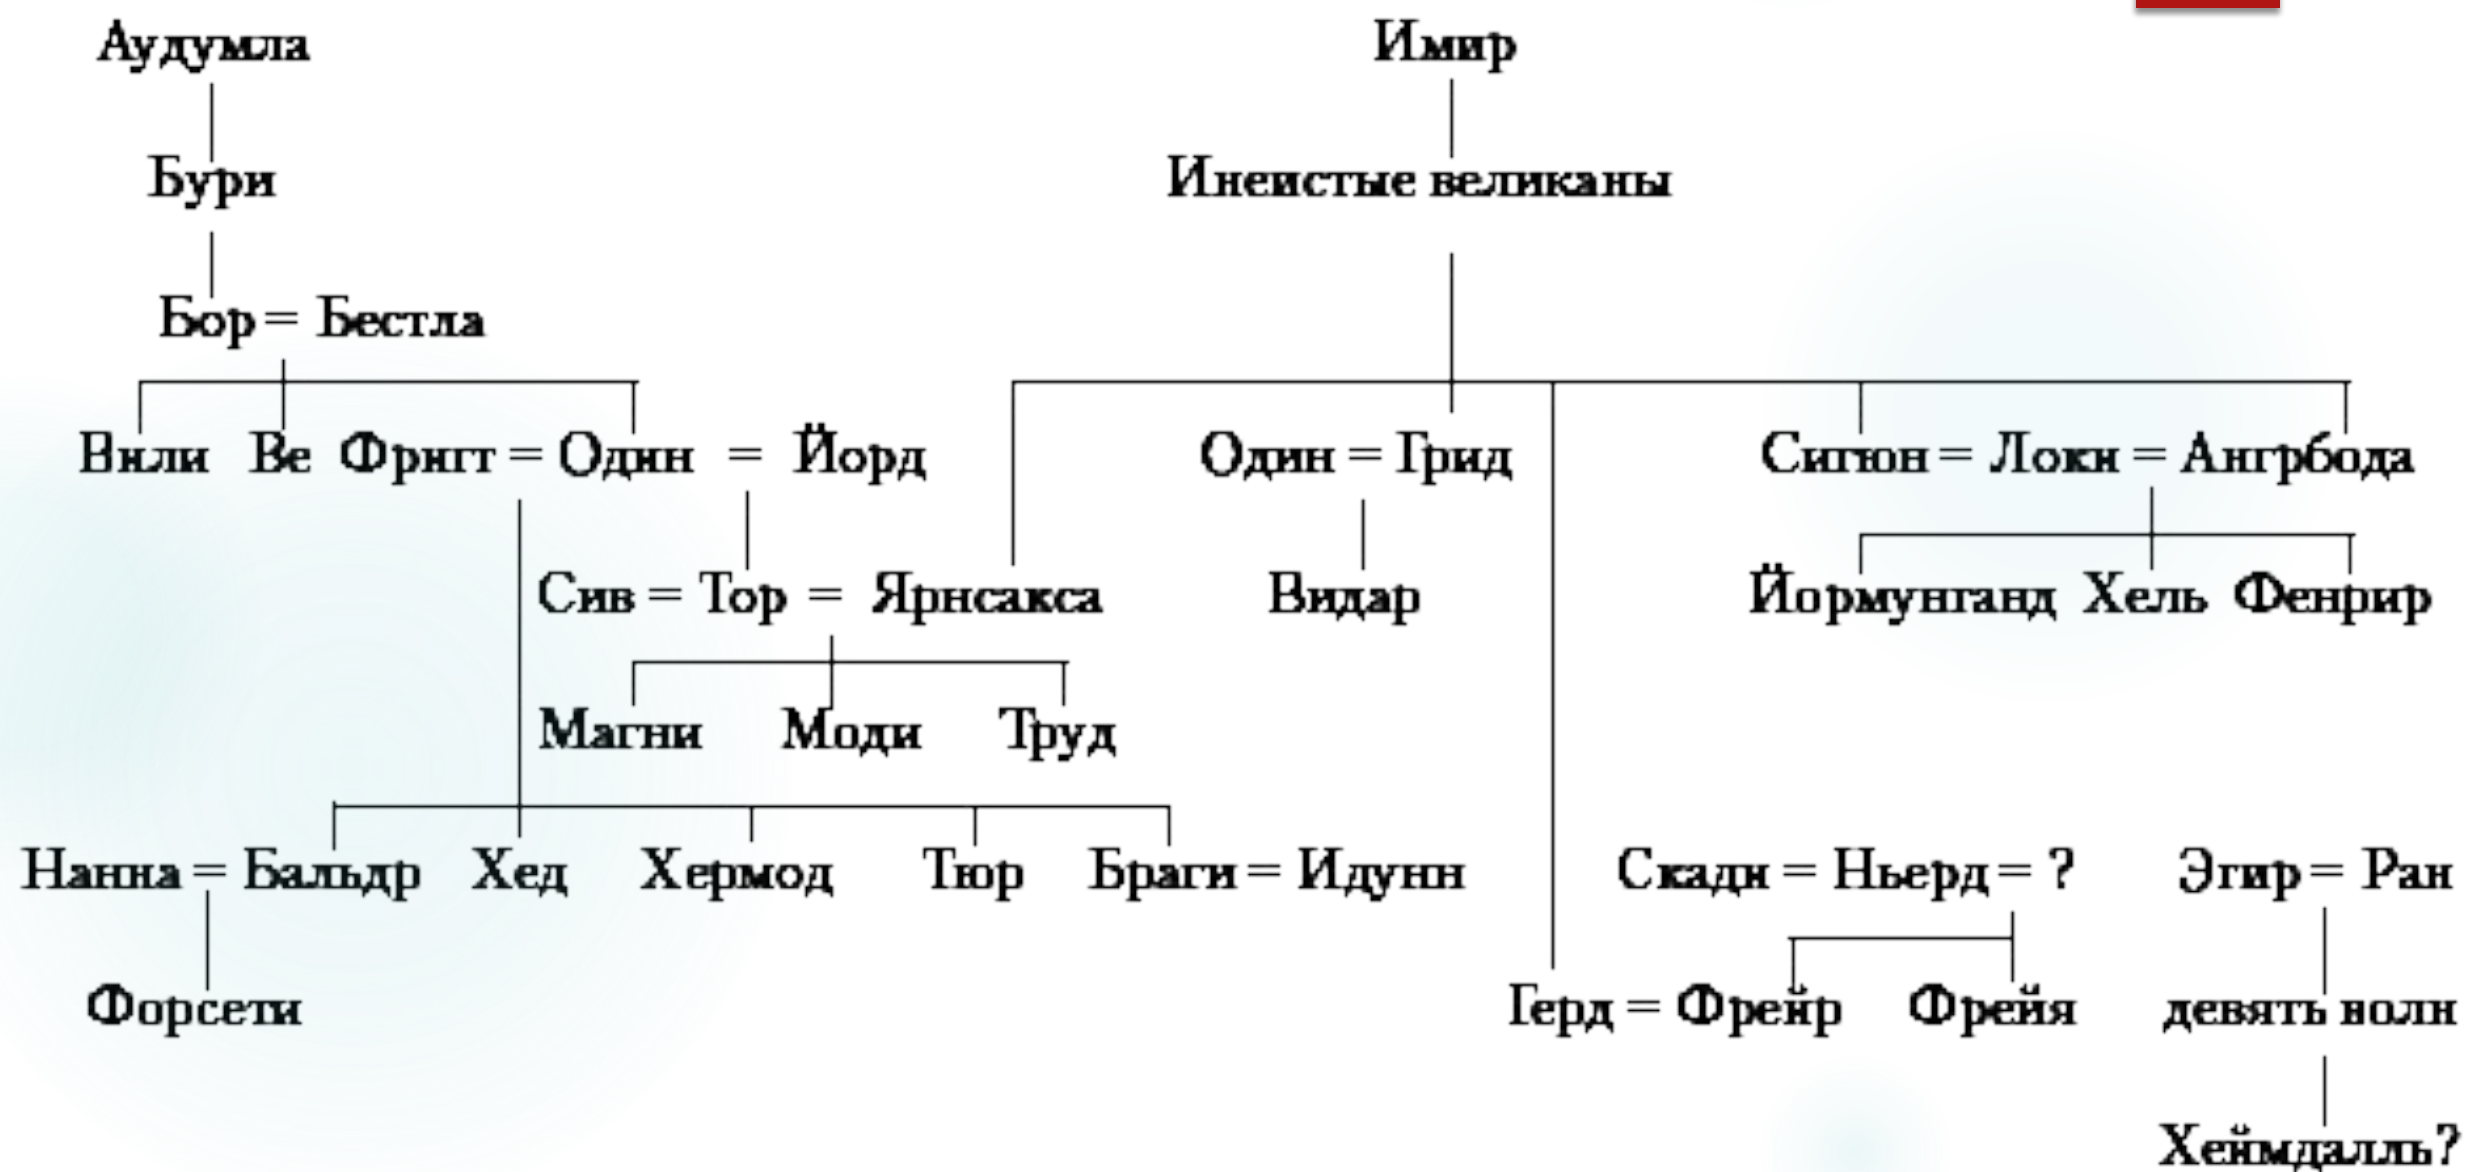 Аудумла Имир
Бури Инеистые великаны
Бор = Бестла
Вили Ве Фригг = Один = Йорд Один = Грид Сигюн = Локи = Ангрбода
Сив = Тор = Ярнсакса Видар Йормунганд Хель Фенрир
Магни Моди Труд
Нанна = Бальдр Хед Хермод Тюр Браги = Идунн Скади = Ньерд = ? Эгир = Ран
Форсети Герд = Фрейр Фрейя девять волн
Хеймдалль?